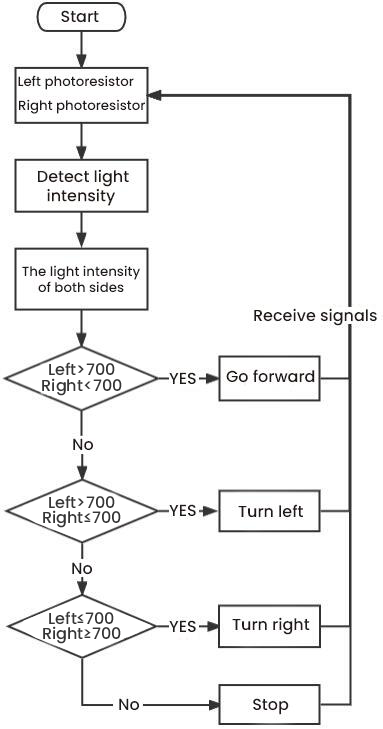 Start
Left photoresistor
Right photoresistor
Detect light
intensity
The light intensity
of both sides
Receive signals
Left>700
Right<700
YES
Go forward
No
Left>700
Right≤700
YES
Turn left
No
Left≤700
Right≥700
YES
Turn right
No
Stop